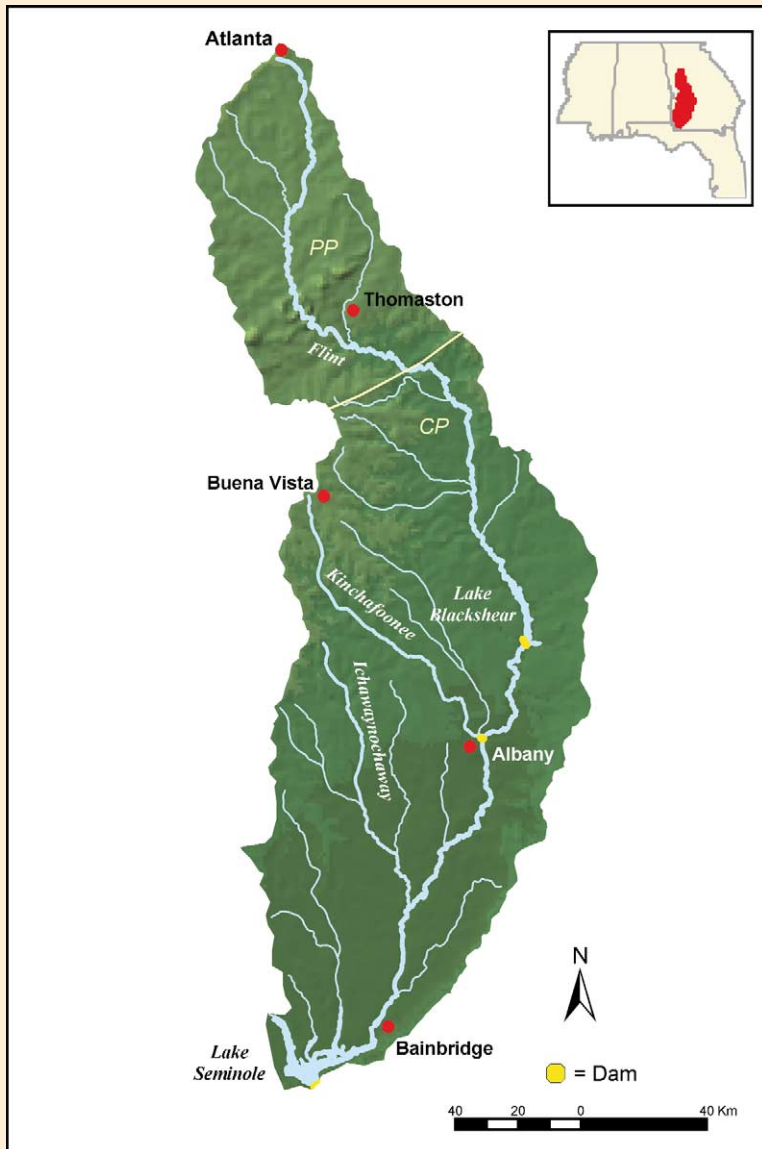 Atlanta
PP
Thomaston
Flint
CP
Buena Vista
Kinchafoonee
Lake
Blackshear
Ichawaynochaway
Albany
N
Bainbridge
Lake
Seminole
= Dam
40 20 0 40 Km